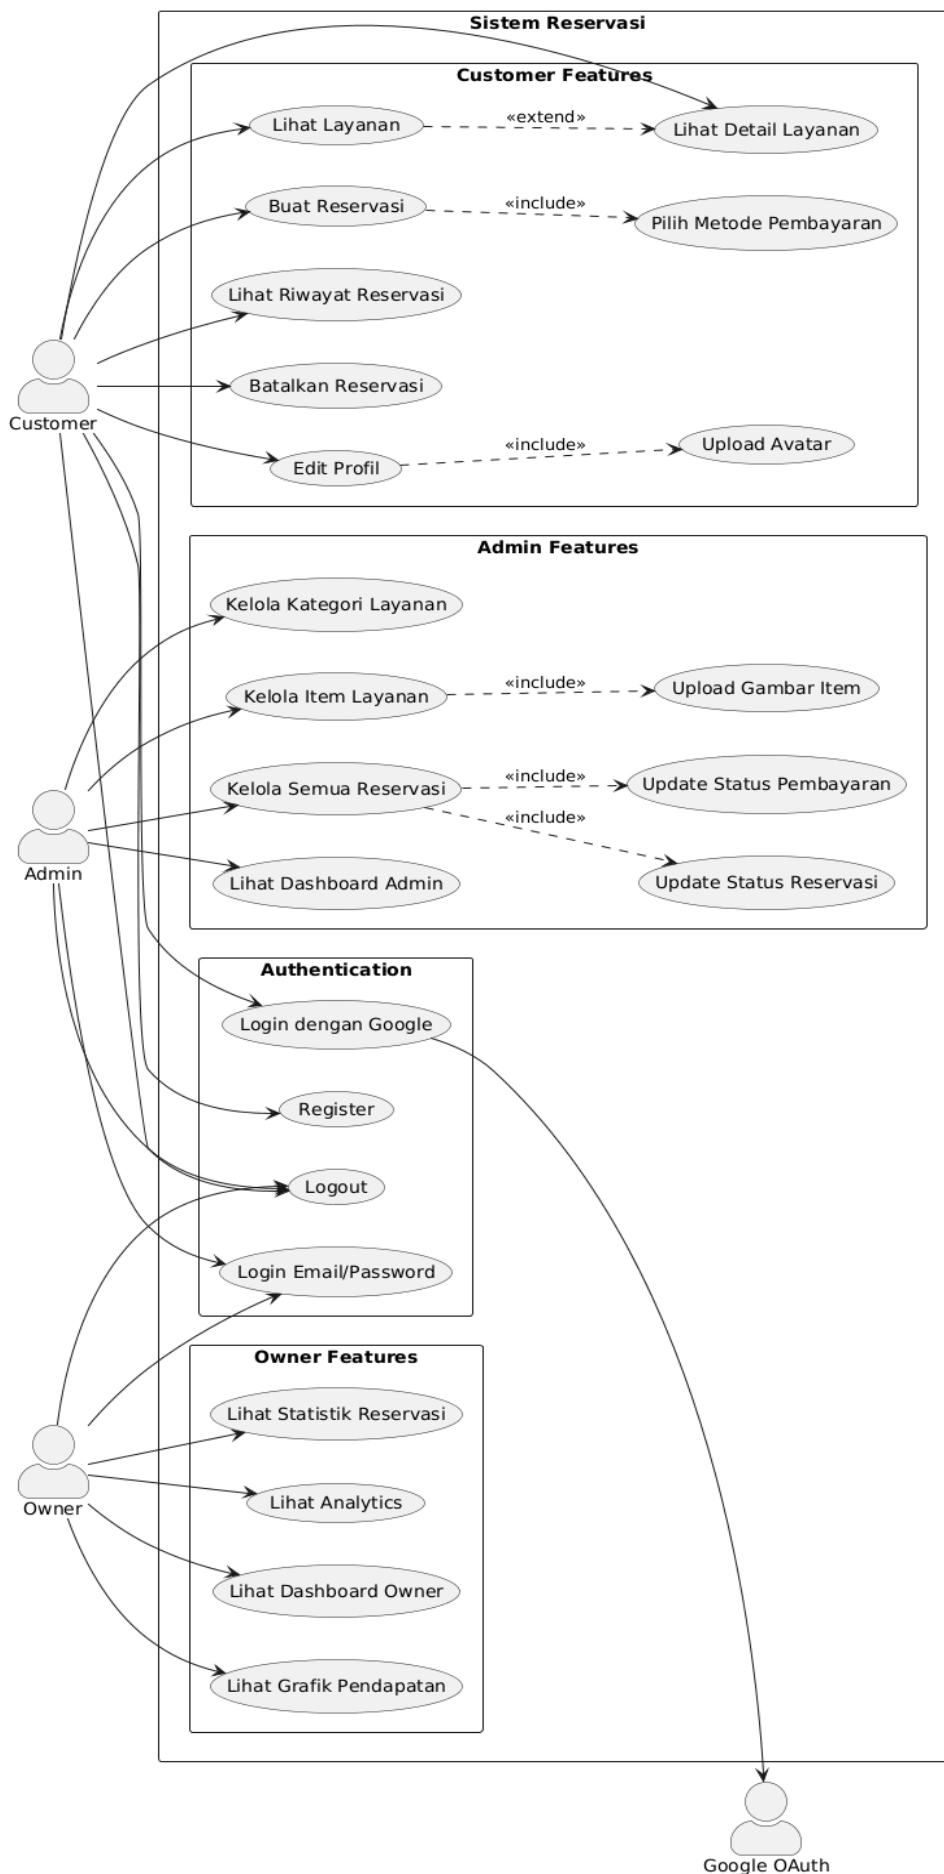 Sistem Reservasi
Customer Features
Lihat Layanan
«extend»
Lihat Detail Layanan
Buat Reservasi
«include»
Pilih Metode Pembayaran
Lihat Riwayat Reservasi
Batalkan Reservasi
Customer
Edit Profil
«include»
Upload Avatar
Admin Features
Kelola Kategori Layanan
Kelola Item Layanan
«include»
Upload Gambar Item
Kelola Semua Reservasi
«include»
Update Status Pembayaran
«include»
Admin
Lihat Dashboard Admin
Update Status Reservasi
Authentication
Login dengan Google
Register
Logout
Login Email/Password
Owner Features
Lihat Statistik Reservasi
Lihat Analytics
Owner
Lihat Dashboard Owner
Lihat Grafik Pendapatan
Google OAuth